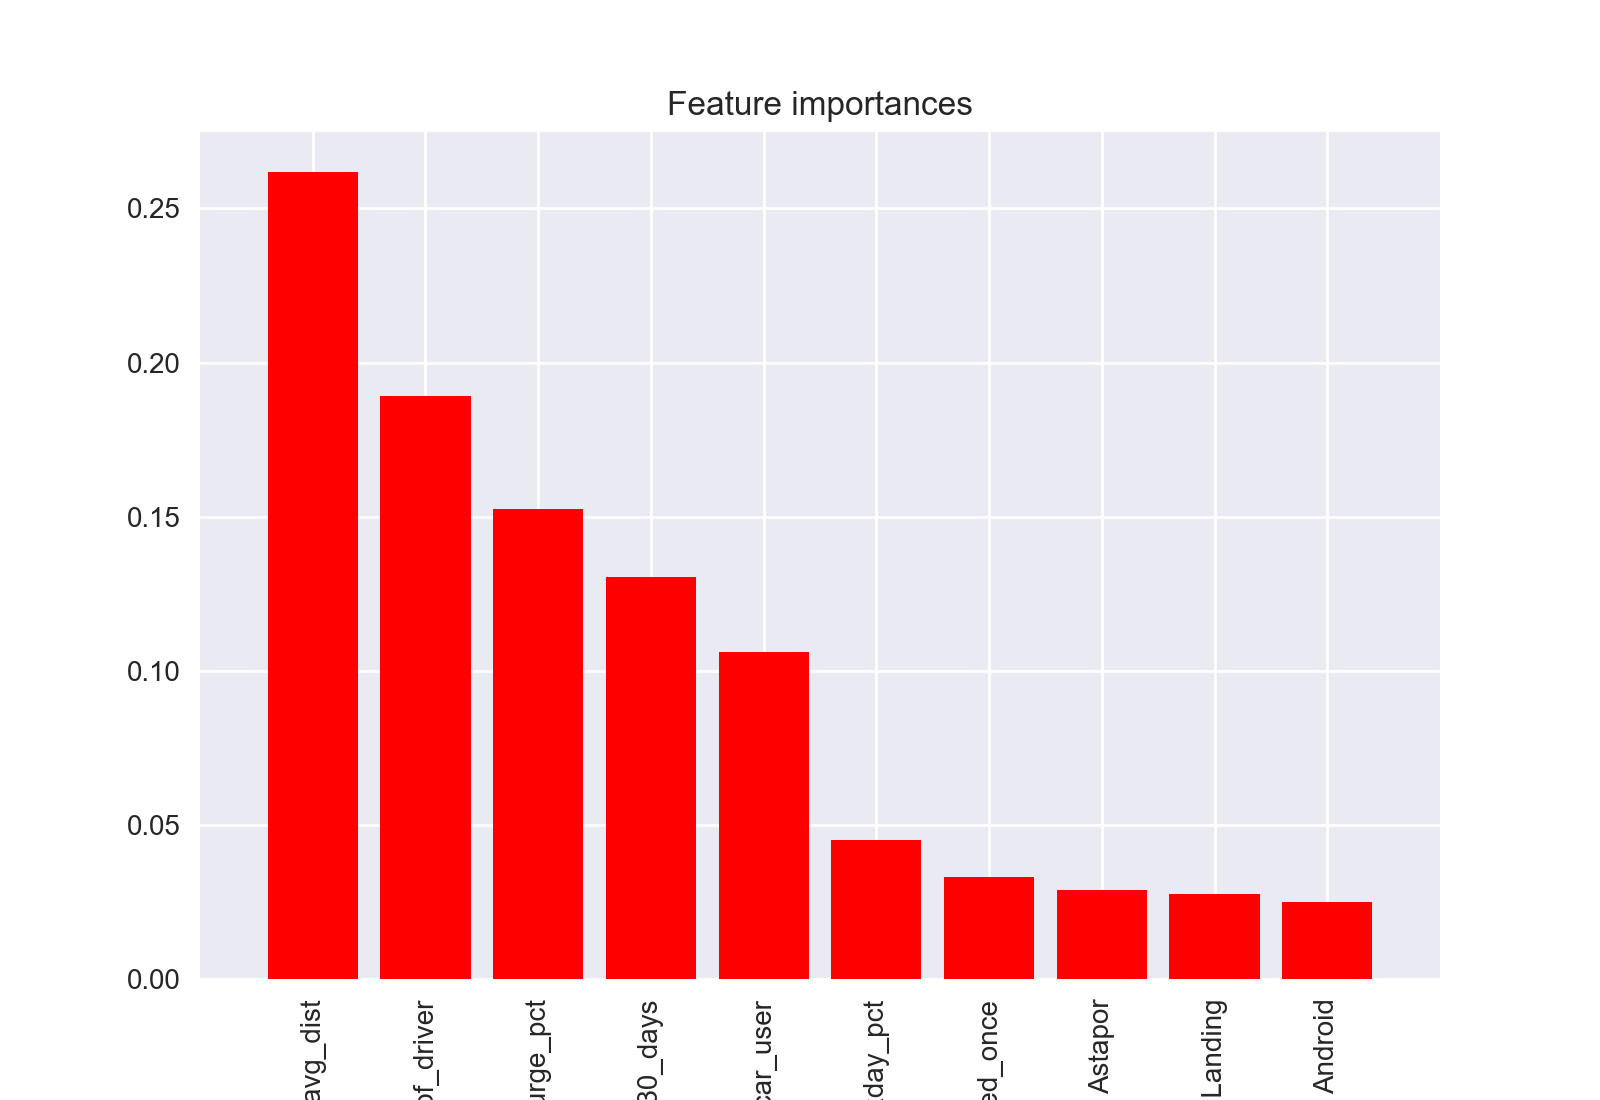 Feature importances
0.25
0.20
0.15
0.10
0.05
0.00
avg_dist
of_driver
urge_pct
30_days
car_user
kday_pct
ed_once
Astapor
Landing
Android